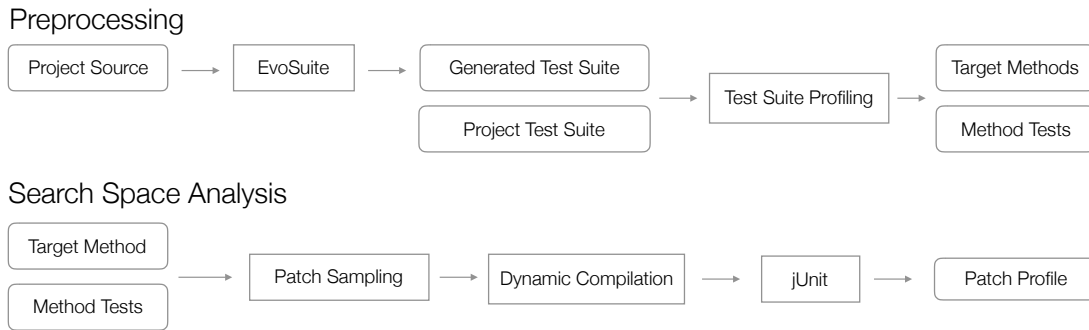 Preprocessing
Project Source
EvoSuite
Generated Test Suite
Project Test Suite
Test Suite Profiling
Target Methods
Method Tests
Search Space Analysis
Target Method
Method Tests
Patch Sampling
Dynamic Compilation
jUnit
Patch Profile